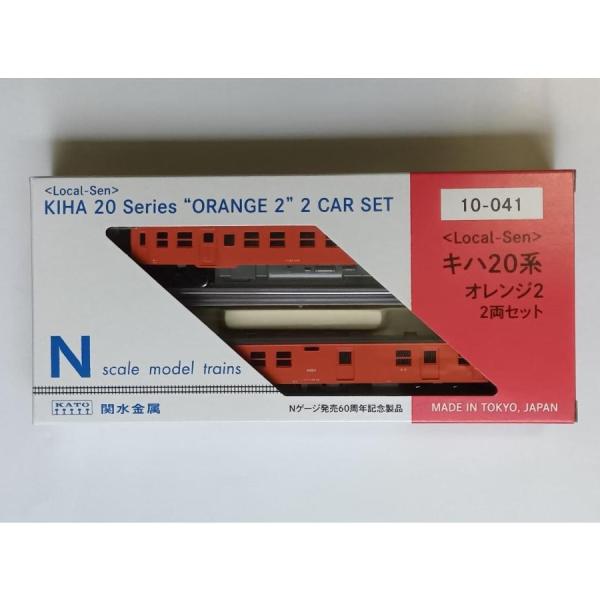 <Local-Sen>
KIHA 20 Series “ORANGE 2” 2 CAR SET
10-041
<Local-Sen>
キハ20系
オレンジ2
2両セット
N scale model trains
KATO 関水金属
Nゲージ発売60周年記念製品
MADE IN TOKYO, JAPAN